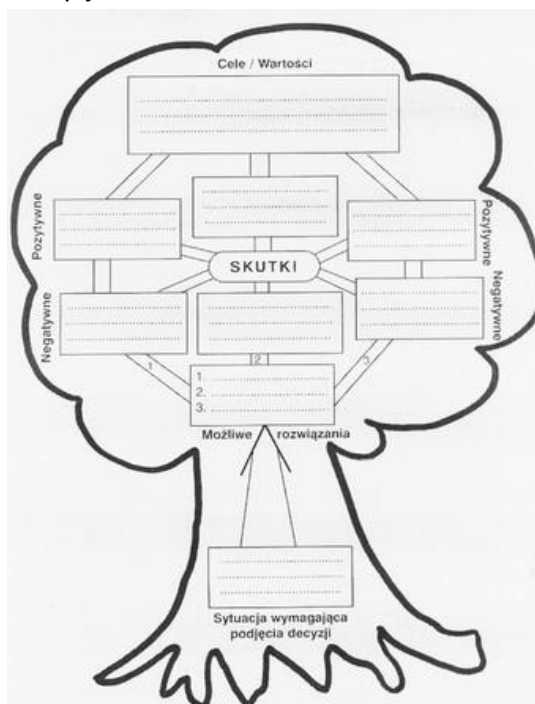 Cele / Wartości
Pozytywne
Pozytywne
SKUTKI
Negatywne
Negatywne
1
2
3
1.
2.
3.
Możliwe rozwiązania
Sytuacja wymagająca
podjęcia decyzji